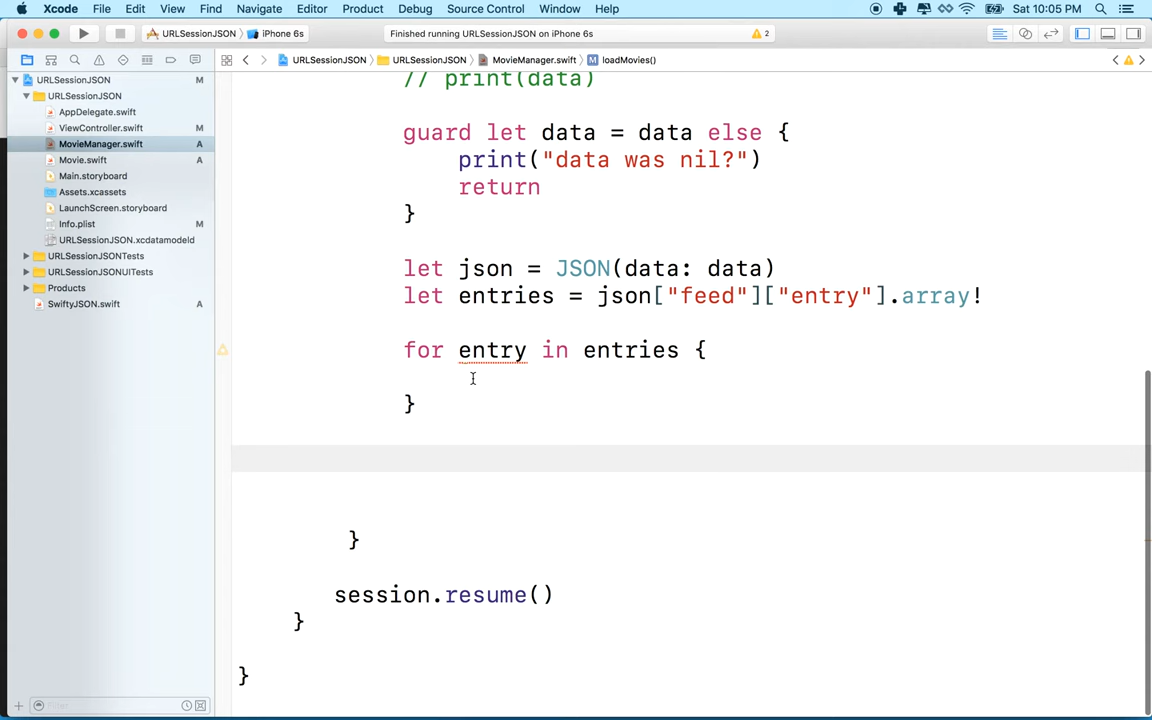 Xcode File Edit View Find Navigate Editor Product Debug Source Control Window Help Sat 10:05 PM
URLSessionJSON iPhone 6s Finished running URLSessionJSON on iPhone 6s 2
URLSessionJSON URLSessionJSON MovieManager.swift M loadMovies()
URLSessionJSON M
URLSessionJSON
AppDelegate.swift
ViewController.swift M
MovieManager.swift A
Movie.swift A
Main.storyboard
Assets.xcassets
LaunchScreen.storyboard
Info.plist M
URLSessionJSON.xcdatamodeld
URLSessionJSONTests
URLSessionJSONUITests
Products
SwiftyJSON.swift A
Filter
// print(data)
guard let data = data else {
print("data was nil?")
return
}
let json = JSON(data: data)
let entries = json["feed"]["entry"].array!
for entry in entries {
}
}
session.resume()
}
}